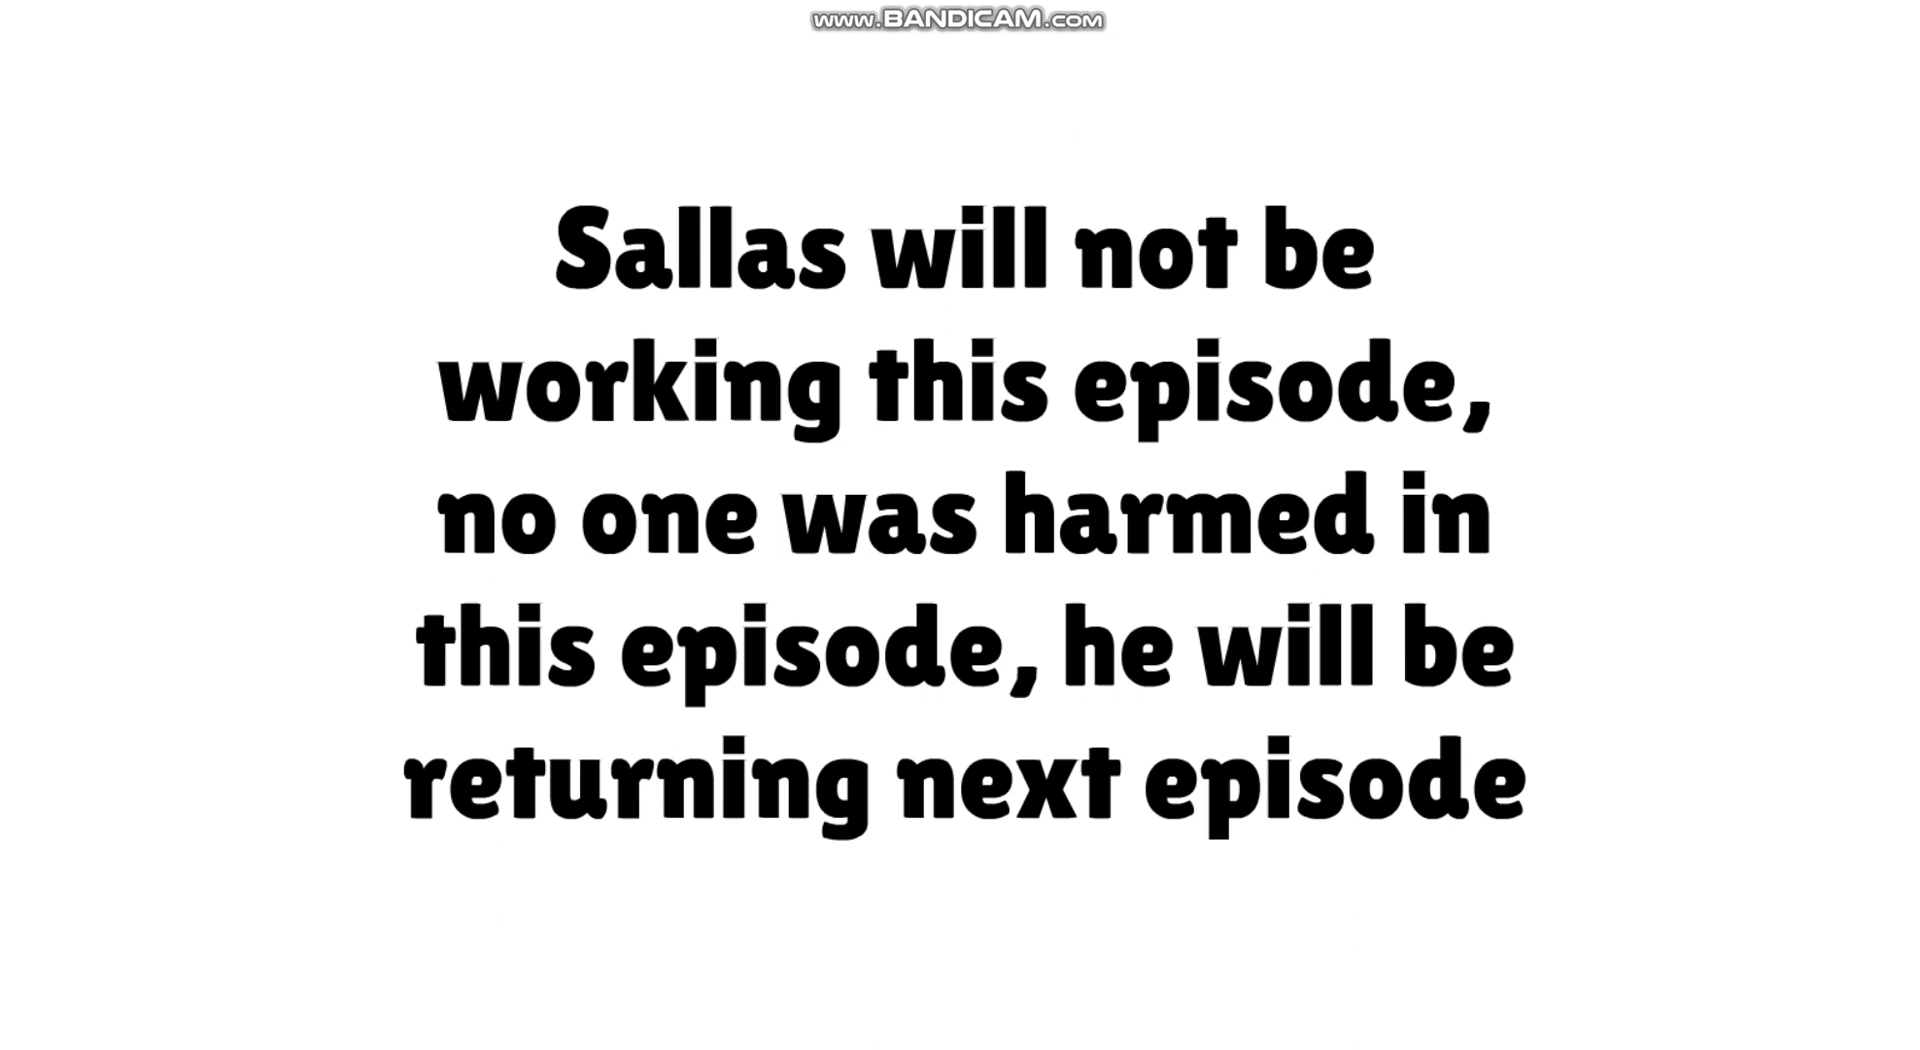 www.BANDICAM.com
Sallas will not be
working this episode,
no one was harmed in
this episode, he will be
returning next episode